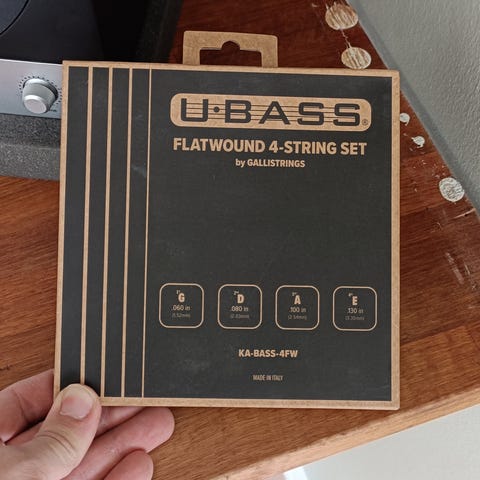 U·BASS®
FLATWOUND 4-STRING SET
by GALLISTRINGS
1st G
.060 in
(1.52mm)
2nd D
.080 in
(2.03mm)
3rd A
.100 in
(2.54mm)
4th E
.130 in
(3.30mm)
KA-BASS-4FW
MADE IN ITALY